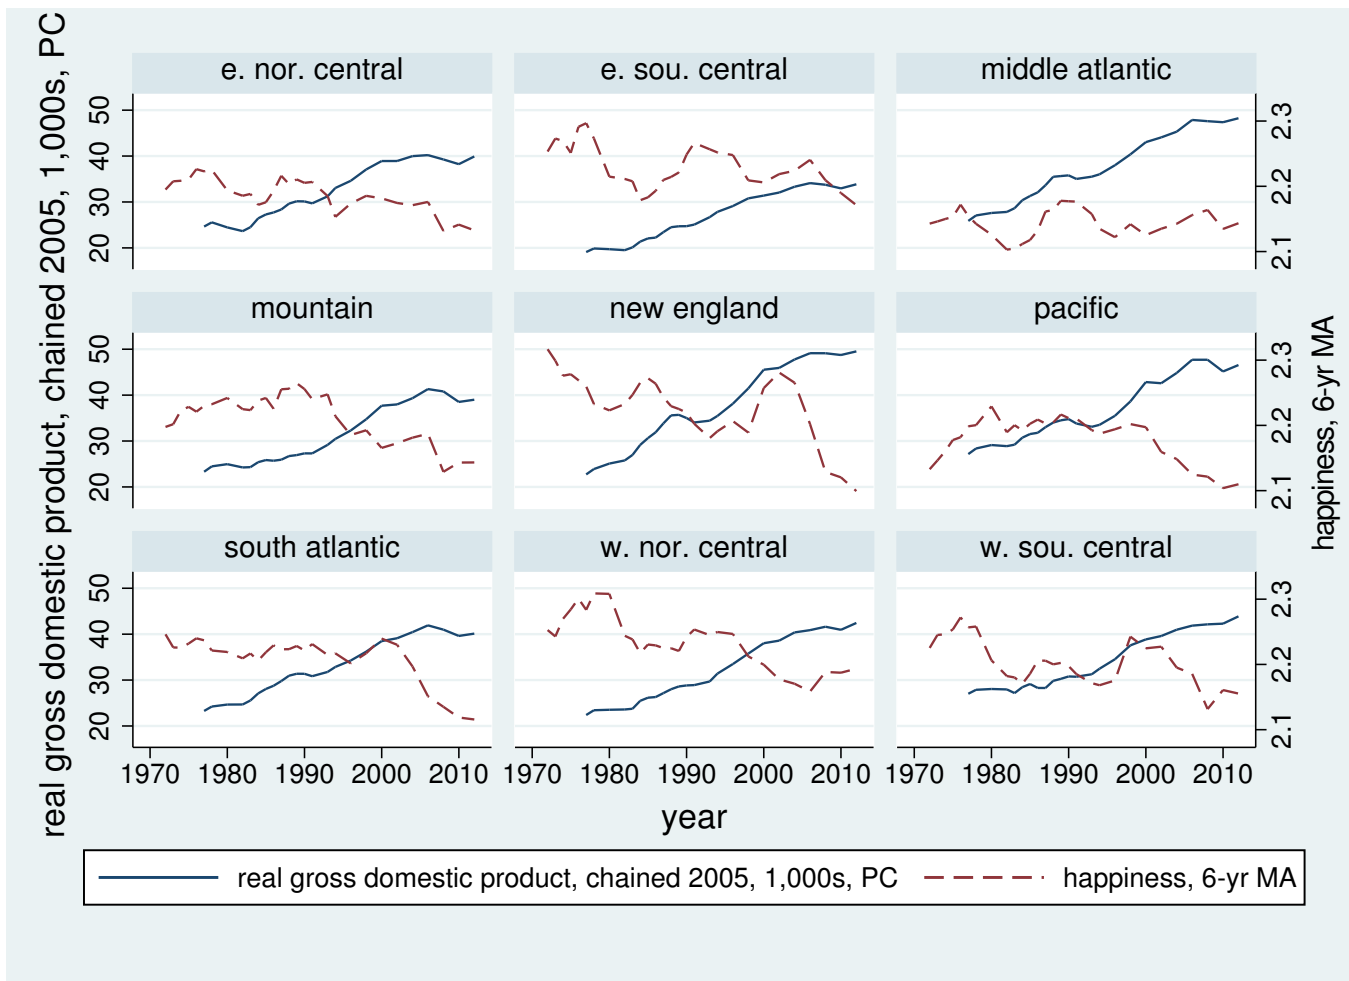 real gross domestic product, chained 2005, 1,000s, PC
e. nor. central
e. sou. central
middle atlantic
50
40
30
20
2.3
2.2
2.1
mountain
new england
pacific
50
40
30
20
2.3
2.2
2.1
happiness, 6-yr MA
south atlantic
w. nor. central
w. sou. central
50
40
30
20
2.3
2.2
2.1
1970 1980 1990 2000 2010
1970 1980 1990 2000 2010
1970 1980 1990 2000 2010
year
real gross domestic product, chained 2005, 1,000s, PC
happiness, 6-yr MA